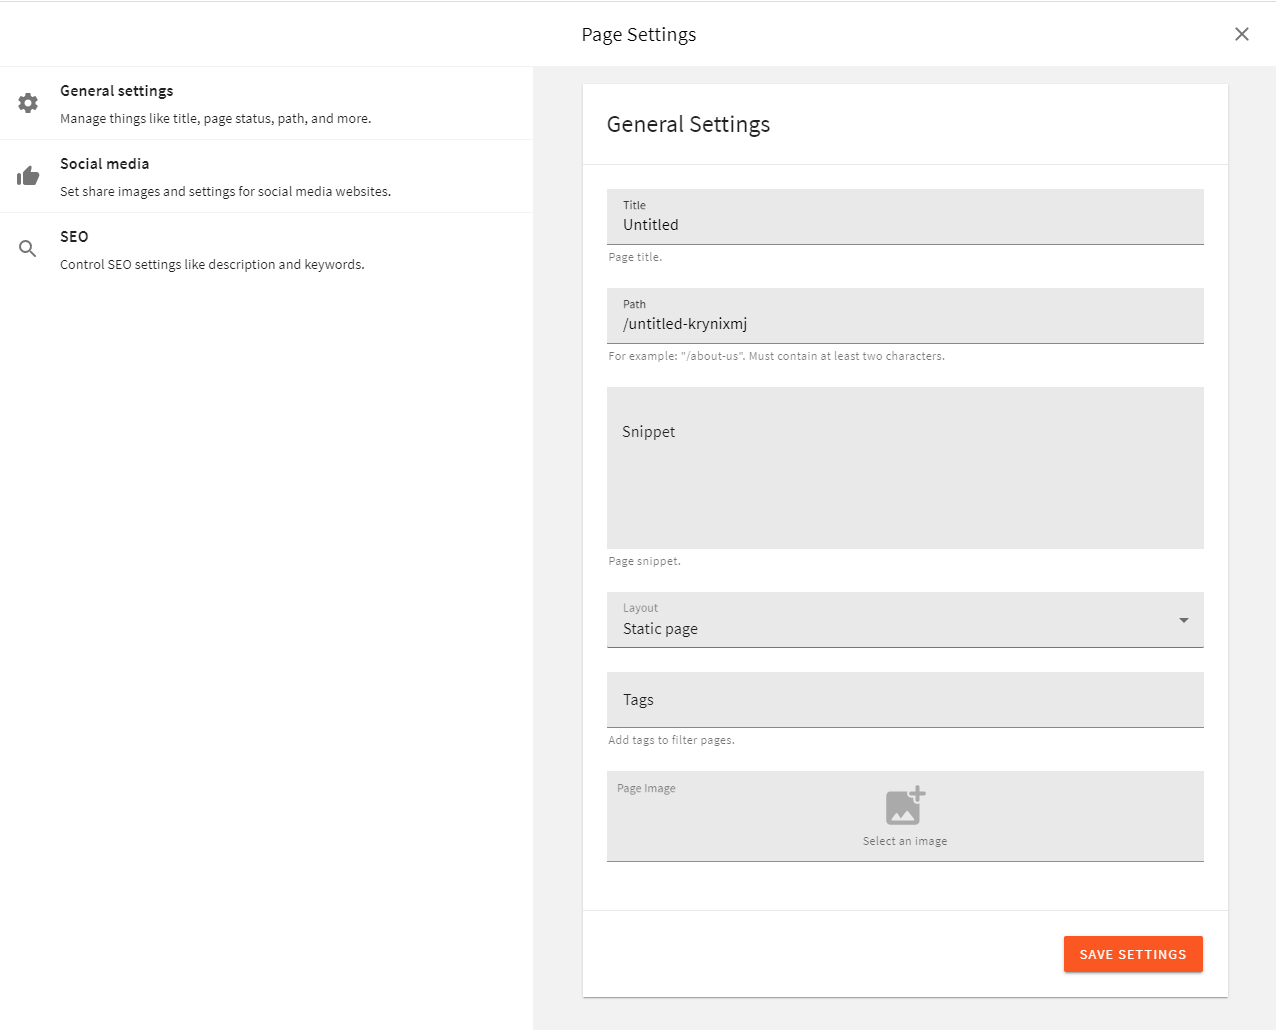 Page Settings
General settings
Manage things like title, page status, path, and more.
Social media
Set share images and settings for social media websites.
SEO
Control SEO settings like description and keywords.
General Settings
Title
Untitled
Page title.
Path
/untitled-krynixmj
For example: "/about-us". Must contain at least two characters.
Snippet
Page snippet.
Layout
Static page
Tags
Add tags to filter pages.
Page Image
Select an image
SAVE SETTINGS